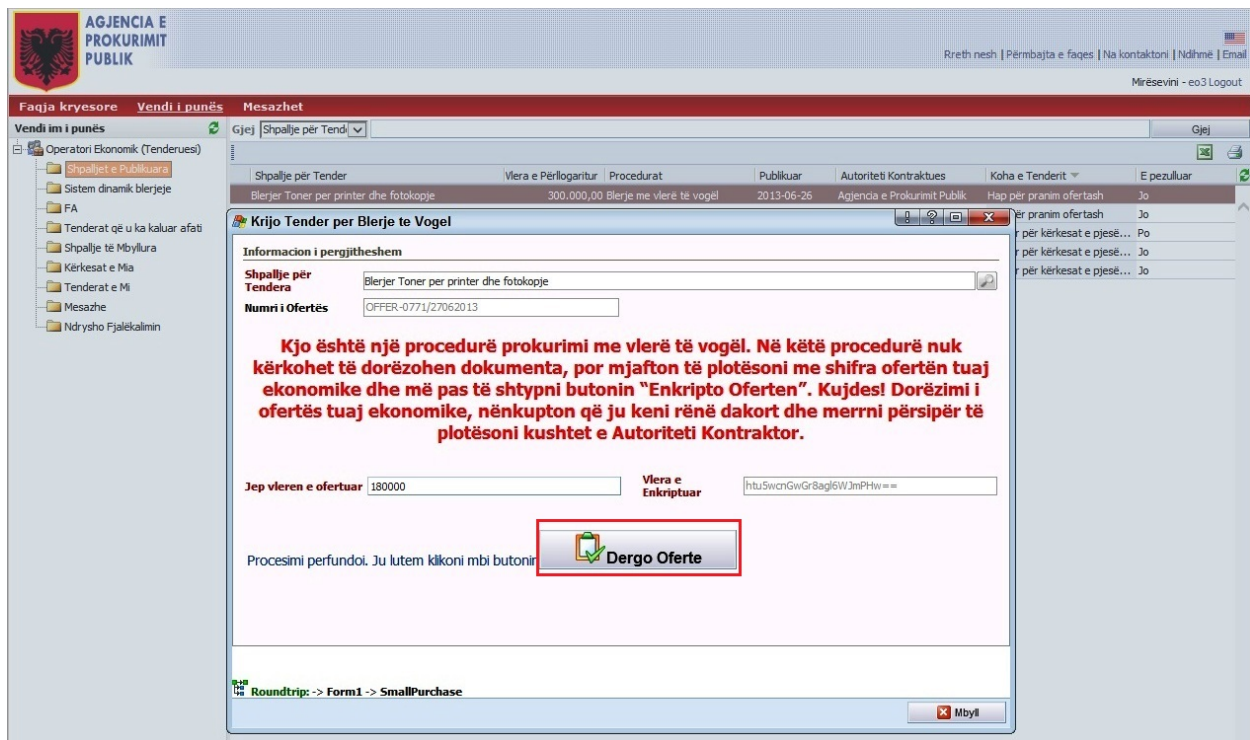 AGJENCIA E
PROKURIMIT
PUBLIK
Rreth nesh | Përmbajta e faqes | Na kontaktoni | Ndihmë | Email
Mirësevini - eo3 Logout
Faqja kryesore Vendi i punës Mesazhet
Vendi im i punës
Gjej Shpallje për Tend Gjej
Operatori Ekonomik (Tenderuesi)
Shpalljet e Publikuara
Sistem dinamik blerjeje
FA
Tenderat që u ka kaluar afati
Shpallje të Mbyllura
Kërkesat e Mia
Tenderat e Mi
Mesazhe
Ndrysho Fjalëkalimin
Shpallje për Tender Vlera e Përllogaritur Procedurat Publikuar Autoriteti Kontraktues Koha e Tenderit E pezulluar
Blerjer Toner per printer dhe fotokopje 300.000,00 Blerje me vlerë të vogël 2013-06-26 Agjencia e Prokurimit Publik Hap për pranim ofertash Jo
ër pranim ofertash Jo
r për kërkesat e pjesë... Po
r për kërkesat e pjesë... Jo
r për kërkesat e pjesë... Jo
Krijo Tender per Blerje te Vogel
Informacion i pergjitheshem
Shpallje për
Tendera
Blerjer Toner per printer dhe fotokopje
Numri i Ofertës OFFER-0771/27062013
Kjo është një procedurë prokurimi me vlerë të vogël. Në këtë procedurë nuk
kërkohet të dorëzohen dokumenta, por mjafton të plotësoni me shifra ofertën tuaj
ekonomike dhe më pas të shtypni butonin “Enkripto Oferten”. Kujdes! Dorëzimi i
ofertës tuaj ekonomike, nënkupton që ju keni rënë dakort dhe merrni përsipër të
plotësoni kushtet e Autoriteti Kontraktor.
Jep vleren e ofertuar 180000
Vlera e
Enkriptuar
htu5wcnGwGr8agl6WJmPHw==
Procesimi perfundoi. Ju lutem klikoni mbi butonin Dergo Oferte
Roundtrip: -> Form1 -> SmallPurchase
Mbyll